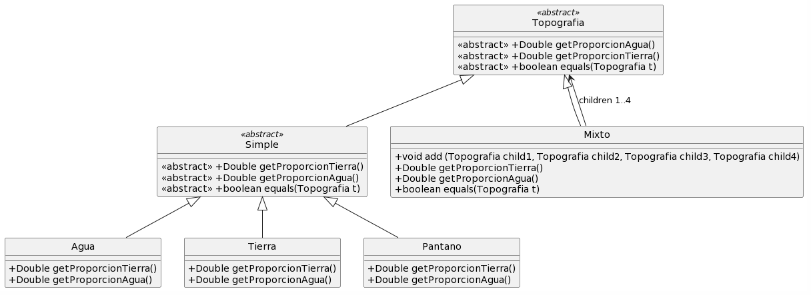 «abstract»
Topografia
«abstract» +Double getProporcionAgua()
«abstract» +Double getProporcionTierra()
«abstract» +boolean equals(Topografia t)
children 1..4
«abstract»
Simple
«abstract» +Double getProporcionTierra()
«abstract» +Double getProporcionAgua()
«abstract» +boolean equals(Topografia t)
Mixto
+void add (Topografia child1, Topografia child2, Topografia child3, Topografia child4)
+Double getProporcionTierra()
+Double getProporcionAgua()
+boolean equals(Topografia t)
Agua
+Double getProporcionTierra()
+Double getProporcionAgua()
Tierra
+Double getProporcionTierra()
+Double getProporcionAgua()
Pantano
+Double getProporcionTierra()
+Double getProporcionAgua()